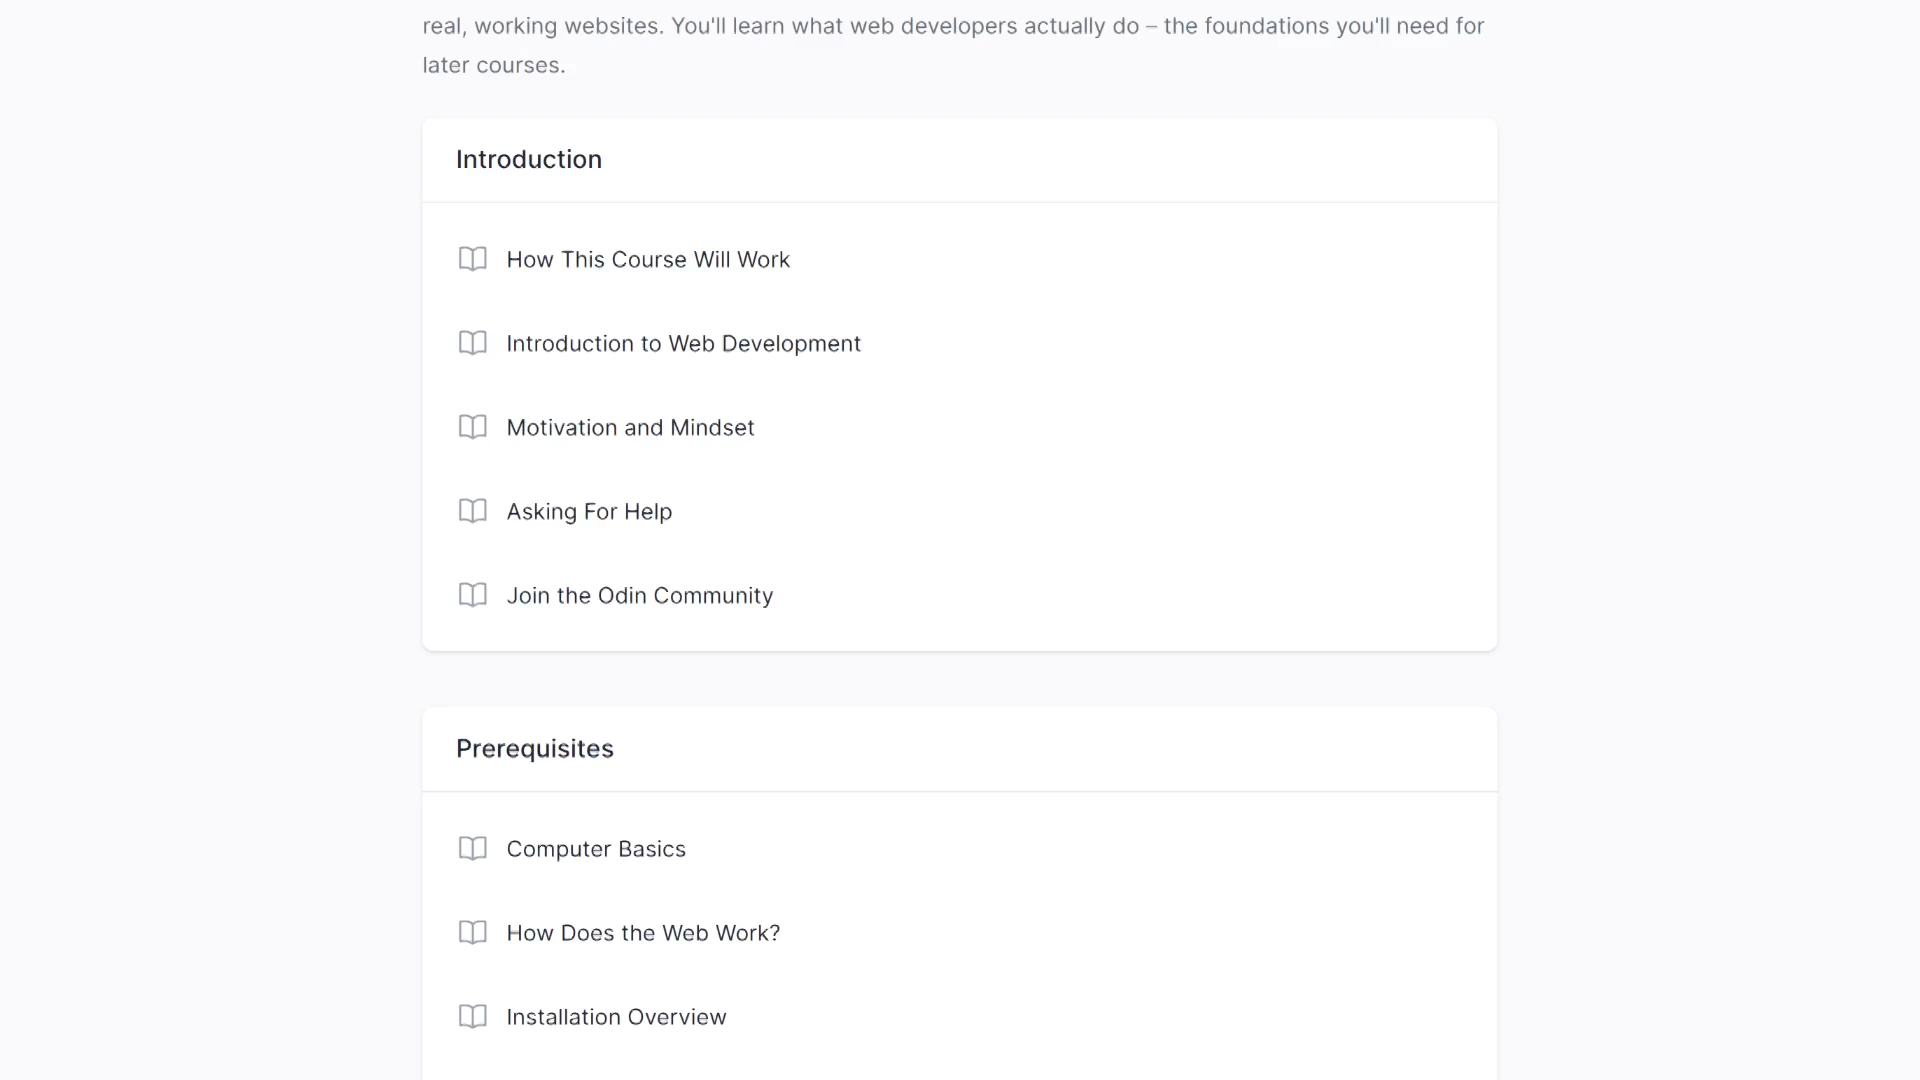 real, working websites. You'll learn what web developers actually do – the foundations you'll need for
later courses.
Introduction
How This Course Will Work
Introduction to Web Development
Motivation and Mindset
Asking For Help
Join the Odin Community
Prerequisites
Computer Basics
How Does the Web Work?
Installation Overview